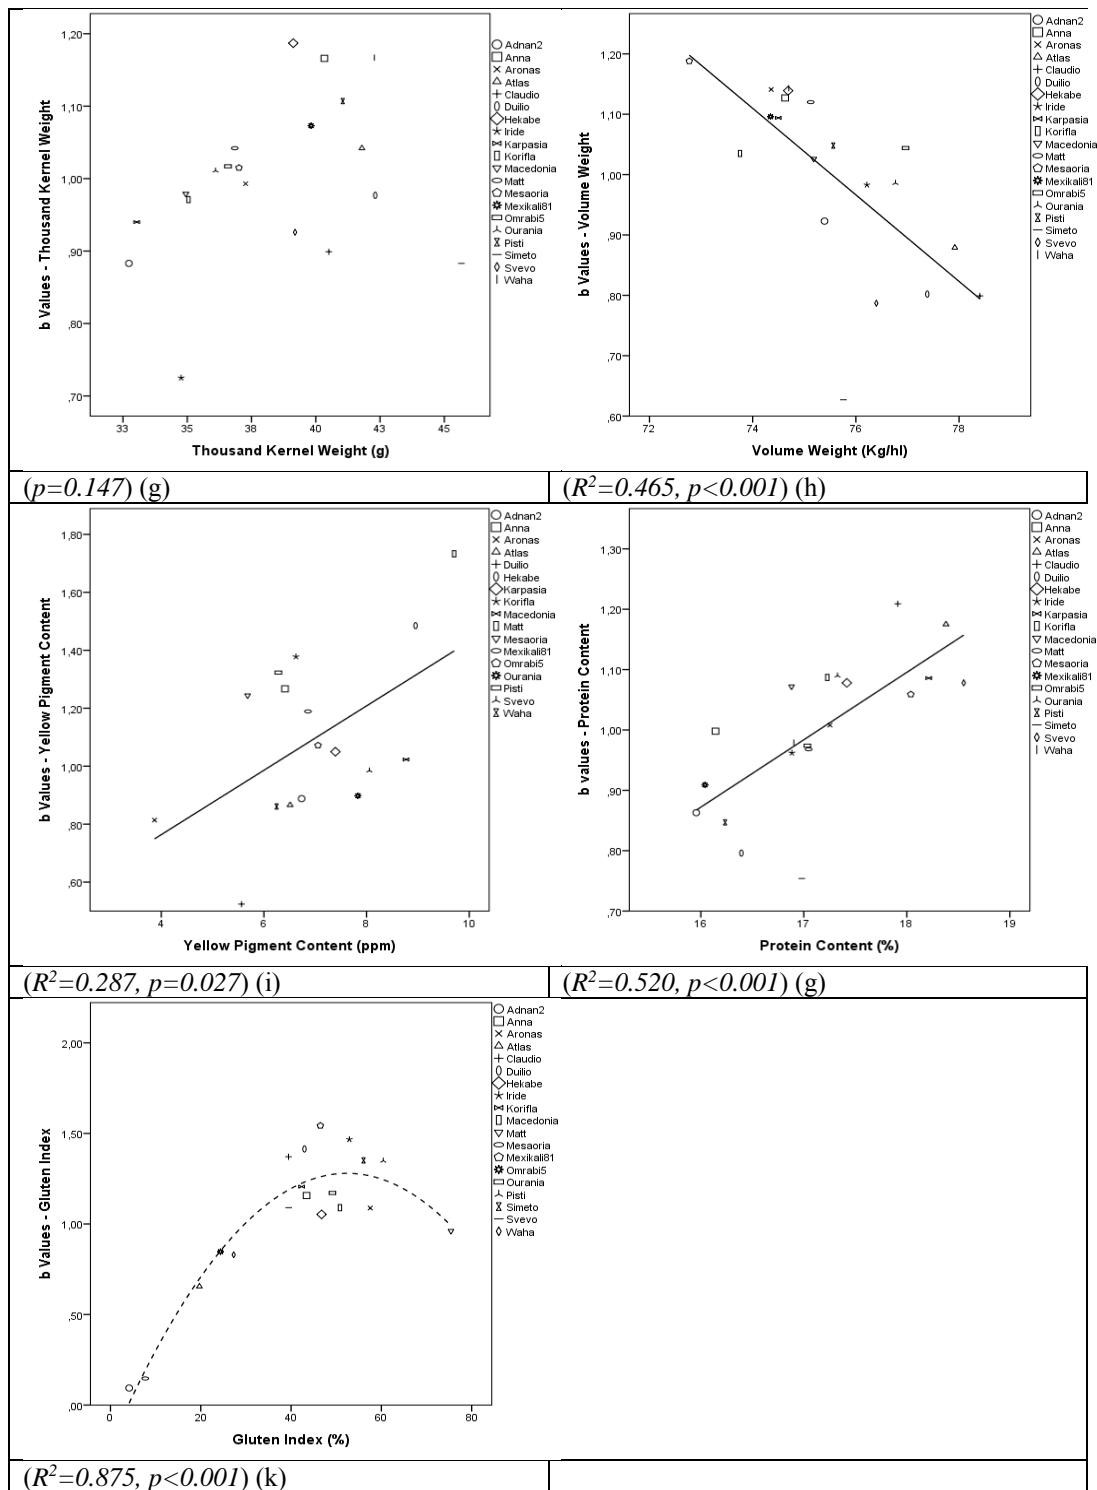 b Values - Thousand Kernel Weight
1,20
1,10
1,00
,90
,80
,70
33 35 38 40 43 45
Thousand Kernel Weight (g)
Adnan2
Anna
Aronas
Atlas
Claudio
Duilio
Hekabe
Iride
Karpasia
Korifla
Macedonia
Matt
Mesaoria
Mexikali81
Omrabi5
Ourania
Pisti
Simeto
Svevo
Waha
b Values - Volume Weight
1,20
1,10
1,00
,90
,80
,70
,60
72 74 76 78
Volume Weight (Kg/hl)
Adnan2
Anna
Aronas
Atlas
Claudio
Duilio
Hekabe
Iride
Karpasia
Korifla
Macedonia
Matt
Mesaoria
Mexikali81
Omrabi5
Ourania
Pisti
Simeto
Svevo
Waha
(p=0.147) (g)
(R²=0.465, p<0.001) (h)
b Values - Yellow Pigment Content
1,80
1,60
1,40
1,20
1,00
,80
,60
4 6 8 10
Yellow Pigment Content (ppm)
Adnan2
Anna
Aronas
Atlas
Duilio
Hekabe
Karpasia
Korifla
Macedonia
Matt
Mesaoria
Mexikali81
Omrabi5
Ourania
Pisti
Svevo
Waha
b values - Protein Content
1,30
1,20
1,10
1,00
,90
,80
,70
16 17 18 19
Protein Content (%)
Adnan2
Anna
Aronas
Atlas
Claudio
Duilio
Hekabe
Iride
Karpasia
Korifla
Macedonia
Matt
Mesaoria
Mexikali81
Omrabi5
Ourania
Pisti
Simeto
Svevo
Waha
(R²=0.287, p=0.027) (i)
(R²=0.520, p<0.001) (g)
b Values - Gluten Index
2,00
1,50
1,00
,50
,00
0 20 40 60 80
Gluten Index (%)
Adnan2
Anna
Aronas
Atlas
Claudio
Duilio
Hekabe
Iride
Korifla
Macedonia
Matt
Mesaoria
Mexikali81
Omrabi5
Ourania
Pisti
Simeto
Svevo
Waha
(R²=0.875, p<0.001) (k)